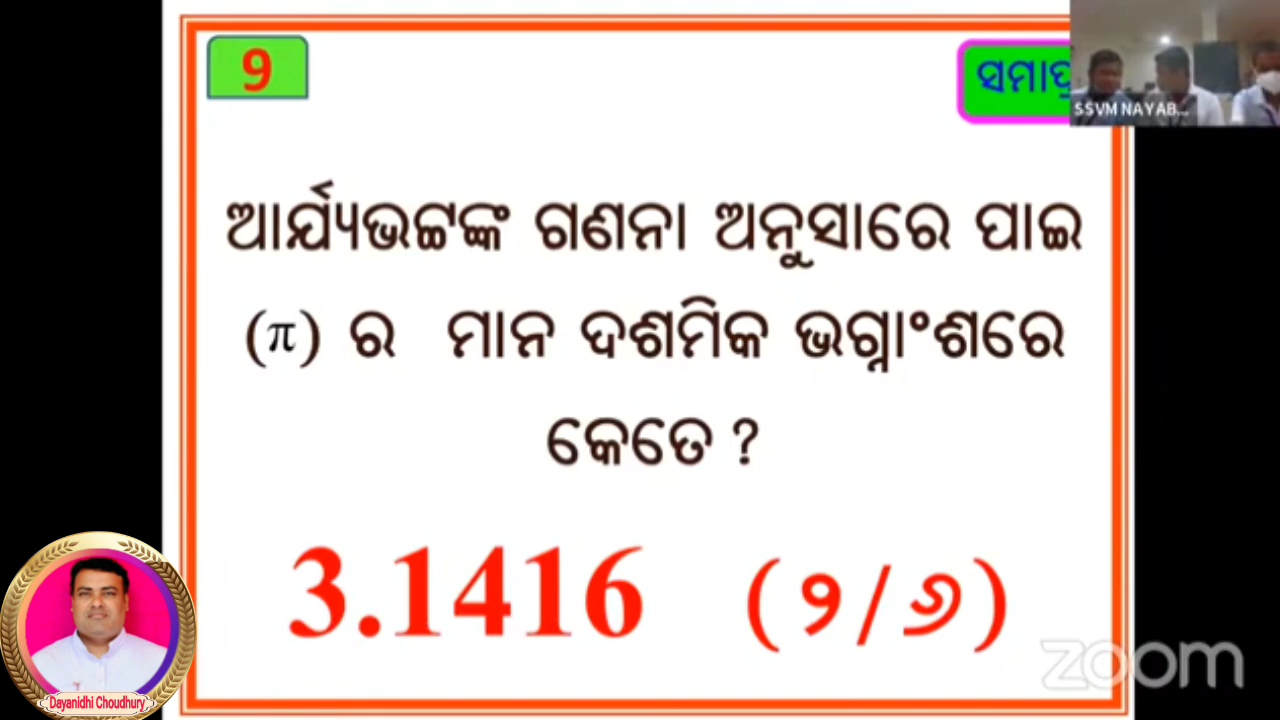 ୨
ସମାପ୍ତ
SSVM NAYAB...
ଆର୍ଯ୍ୟଭଟ୍ଟଙ୍କ ଗଣନା ଅନୁସାରେ ପାଇ
(π) ର ମାନ ଦଶମିକ ଭଗ୍ନାଂଶରେ
କେତେ ?
3.1416 (୨/୬)
zoom
Dayanidhi Choudhury